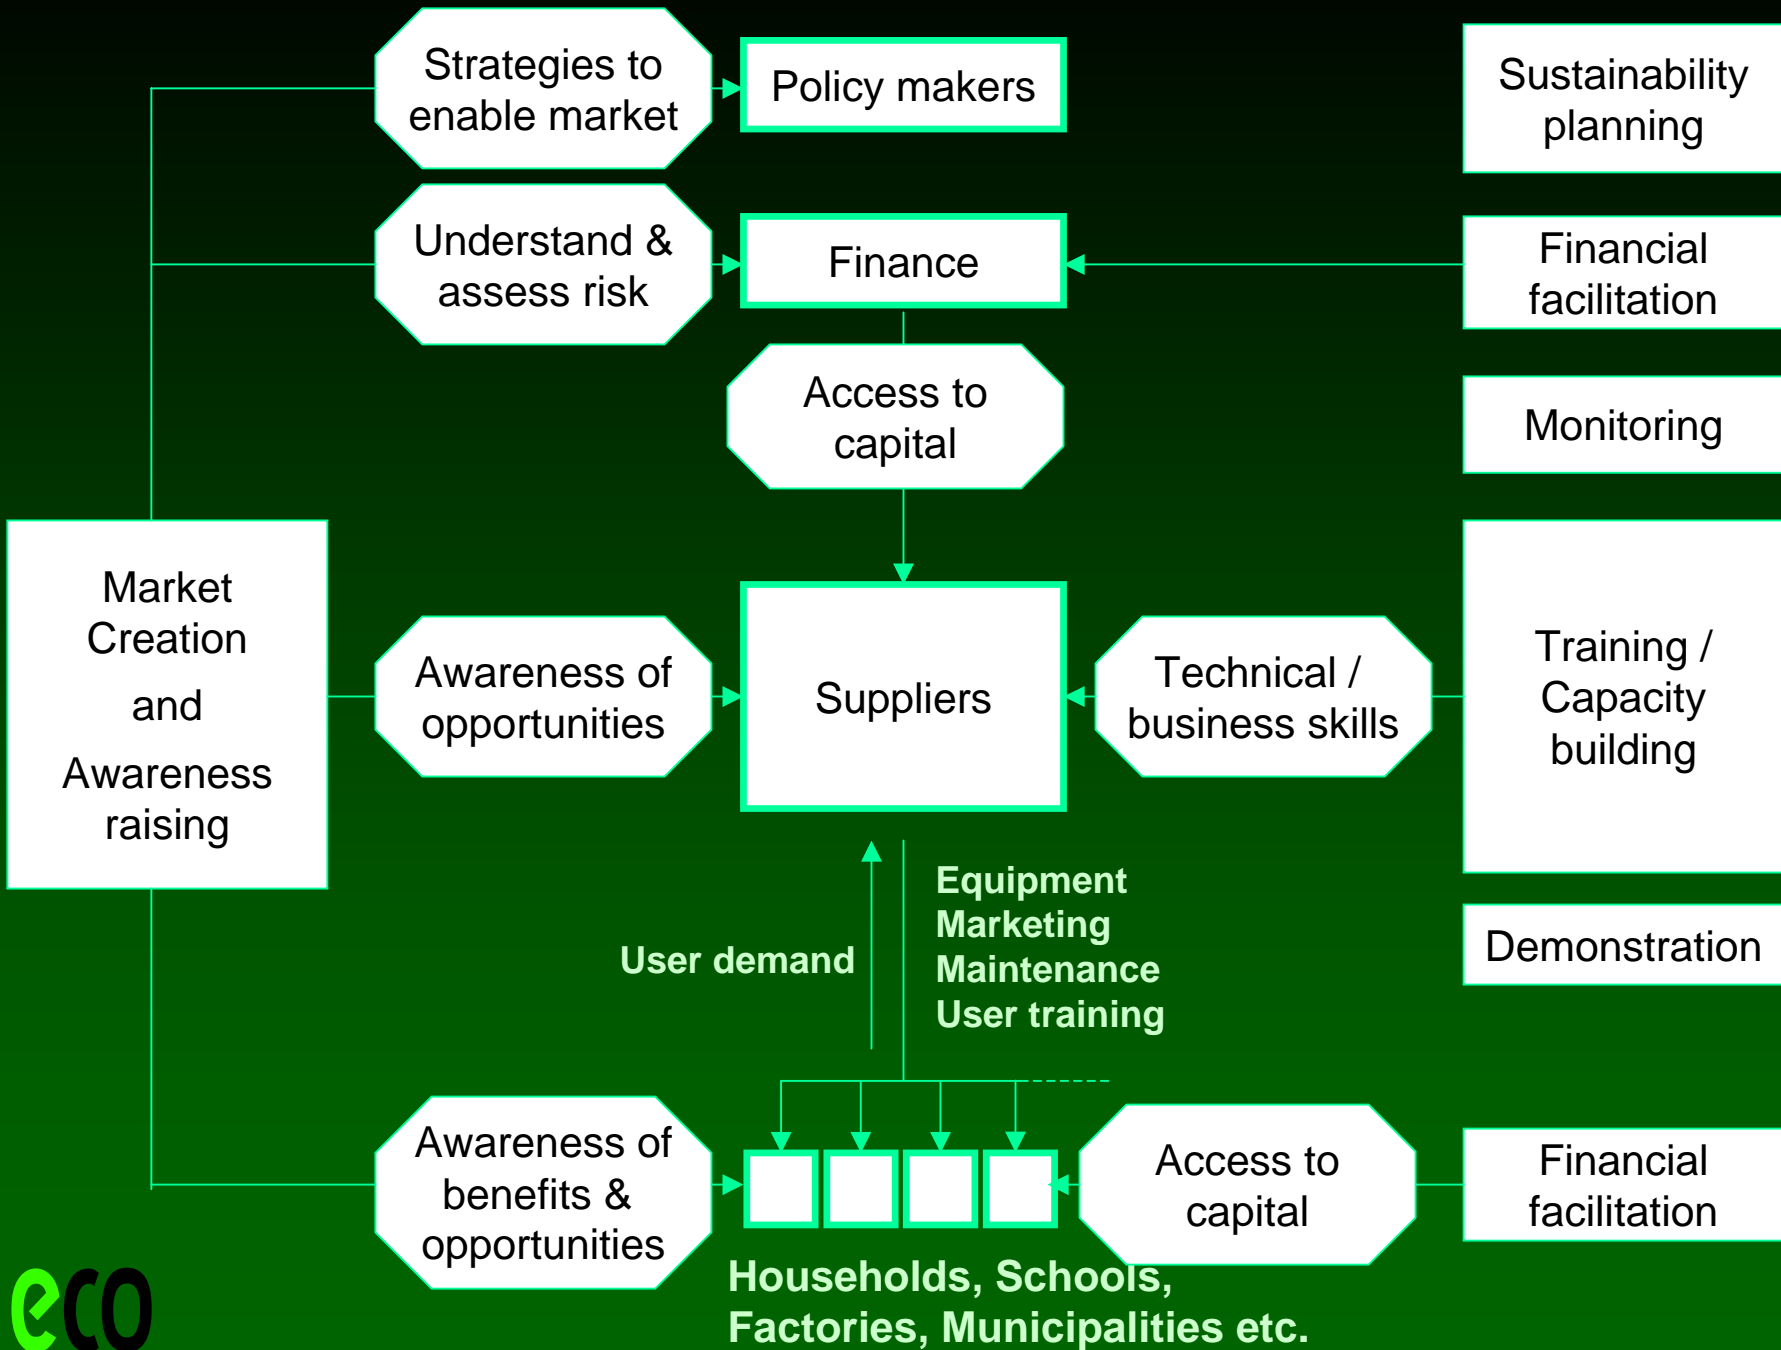 Strategies to
enable market
Policy makers
Sustainability
planning
Understand &
assess risk
Finance
Financial
facilitation
Access to
capital
Monitoring
Market
Creation
and
Awareness
raising
Awareness of
opportunities
Suppliers
Technical /
business skills
Training /
Capacity
building
User demand
Equipment
Marketing
Maintenance
User training
Demonstration
Awareness of
benefits &
opportunities
Access to
capital
Financial
facilitation
Households, Schools,
Factories, Municipalities etc.
eco